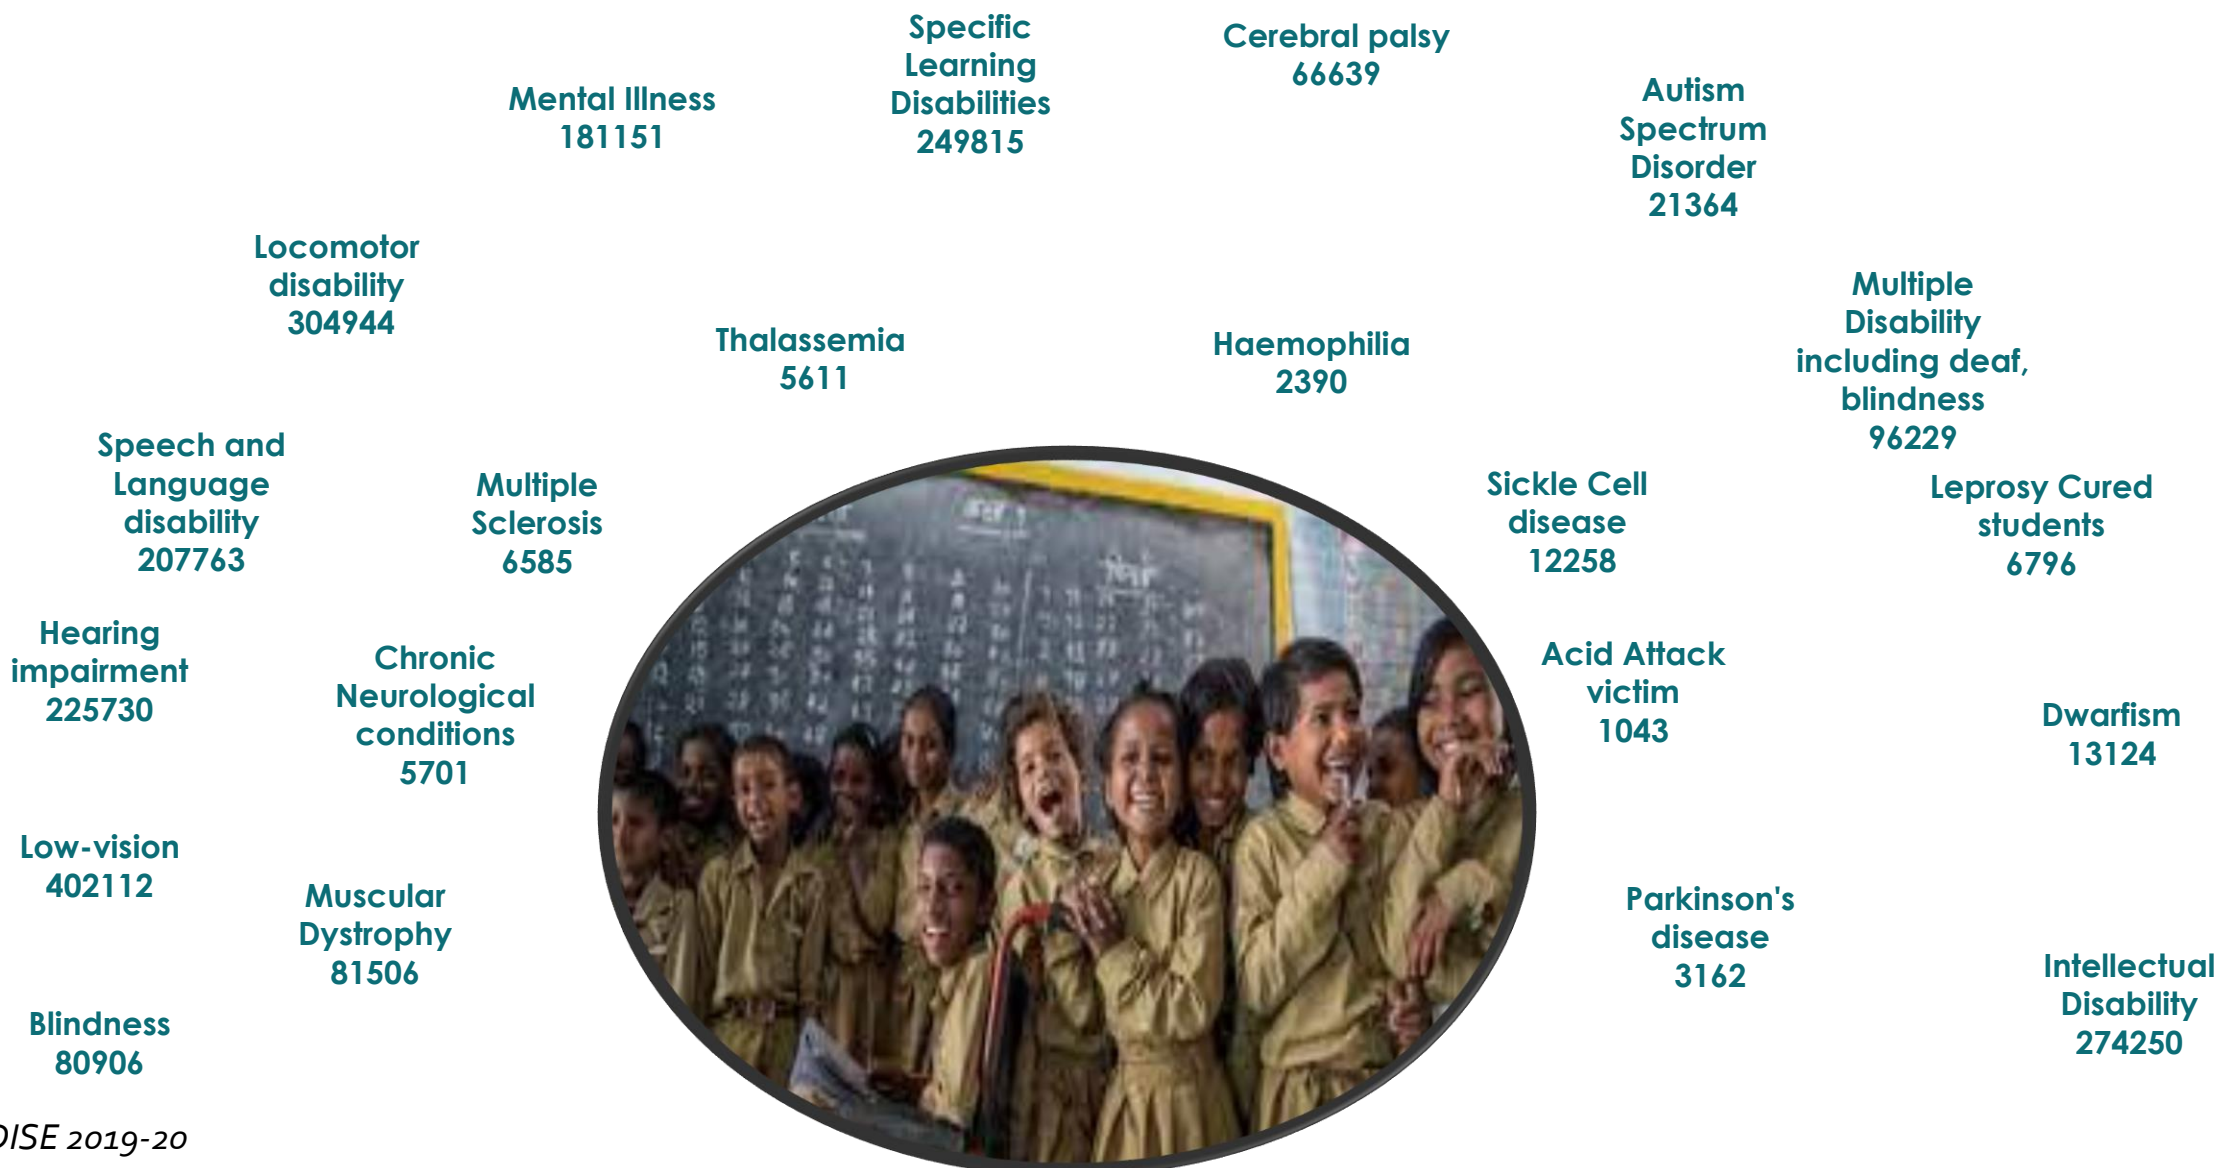 Specific
Learning
Disabilities
249815
Cerebral palsy
66639
Mental Illness
181151
Autism
Spectrum
Disorder
21364
Locomotor
disability
304944
Multiple
Disability
including deaf,
blindness
96229
Thalassemia
5611
Haemophilia
2390
Speech and
Language
disability
207763
Multiple
Sclerosis
6585
Sickle Cell
disease
12258
Leprosy Cured
students
6796
Hearing
impairment
225730
Chronic
Neurological
conditions
5701
Acid Attack
victim
1043
Dwarfism
13124
Low-vision
402112
Muscular
Dystrophy
81506
Parkinson's
disease
3162
Intellectual
Disability
274250
Blindness
80906
DISE 2019-20